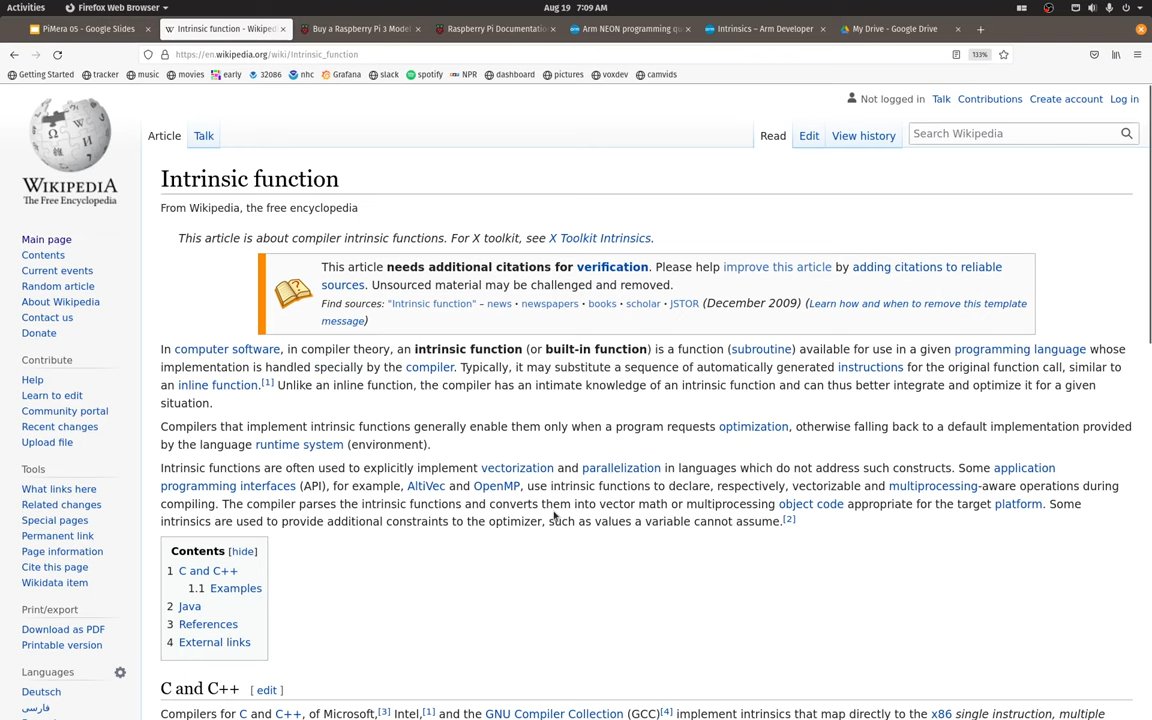 Activities
Firefox Web Browser
Aug 19 7:09 AM
PiMera 05 - Google Slides
Intrinsic function - Wikiped
Buy a Raspberry Pi 3 Model
Raspberry Pi Documentatio
Arm NEON programming qu
Intrinsics – Arm Developer
My Drive - Google Drive
https://en.wikipedia.org/wiki/Intrinsic_function
133%
Getting Started
tracker
music
movies
early
32086
nhc
Grafana
slack
spotify
NPR
dashboard
pictures
voxdev
camvids
Not logged in Talk Contributions Create account Log in
Article Talk
Read Edit View history
Search Wikipedia
WIKIPEDIA
The Free Encyclopedia
Main page
Contents
Current events
Random article
About Wikipedia
Contact us
Donate
Contribute
Help
Learn to edit
Community portal
Recent changes
Upload file
Tools
What links here
Related changes
Special pages
Permanent link
Page information
Cite this page
Wikidata item
Print/export
Download as PDF
Printable version
Languages
Deutsch
فارسی
Intrinsic function
From Wikipedia, the free encyclopedia
This article is about compiler intrinsic functions. For X toolkit, see X Toolkit Intrinsics.
This article needs additional citations for verification. Please help improve this article by adding citations to reliable
sources. Unsourced material may be challenged and removed.
Find sources: "Intrinsic function" – news · newspapers · books · scholar · JSTOR (December 2009) (Learn how and when to remove this template
message)
In computer software, in compiler theory, an intrinsic function (or built-in function) is a function (subroutine) available for use in a given programming language whose
implementation is handled specially by the compiler. Typically, it may substitute a sequence of automatically generated instructions for the original function call, similar to
an inline function.[1] Unlike an inline function, the compiler has an intimate knowledge of an intrinsic function and can thus better integrate and optimize it for a given
situation.
Compilers that implement intrinsic functions generally enable them only when a program requests optimization, otherwise falling back to a default implementation provided
by the language runtime system (environment).
Intrinsic functions are often used to explicitly implement vectorization and parallelization in languages which do not address such constructs. Some application
programming interfaces (API), for example, AltiVec and OpenMP, use intrinsic functions to declare, respectively, vectorizable and multiprocessing-aware operations during
compiling. The compiler parses the intrinsic functions and converts them into vector math or multiprocessing object code appropriate for the target platform. Some
intrinsics are used to provide additional constraints to the optimizer, such as values a variable cannot assume.[2]
Contents [hide]
1 C and C++
1.1 Examples
2 Java
3 References
4 External links
C and C++ [ edit ]
Compilers for C and C++, of Microsoft,[3] Intel,[1] and the GNU Compiler Collection (GCC)[4] implement intrinsics that map directly to the x86 single instruction, multiple